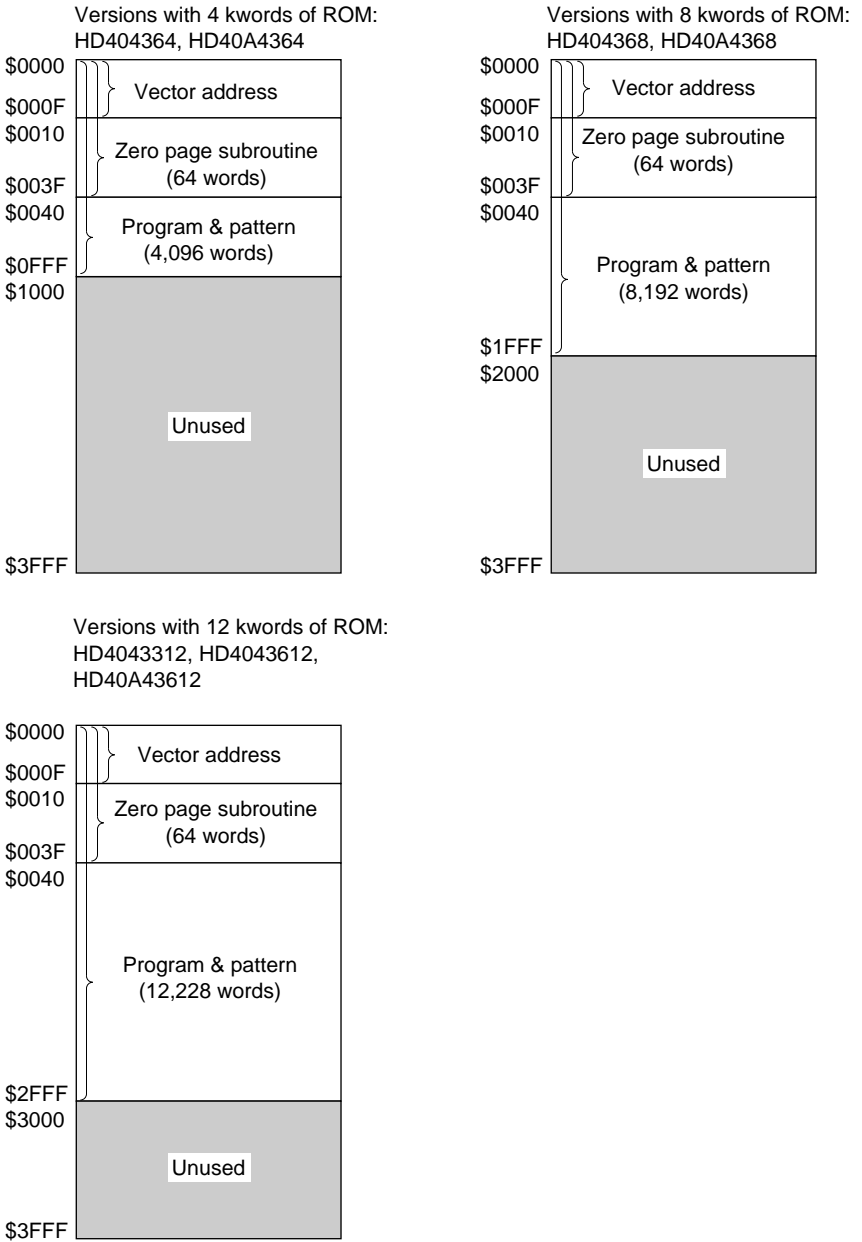 Versions with 4 kwords of ROM:
HD404364, HD40A4364
$0000
Vector address
$000F
$0010
Zero page subroutine
(64 words)
$003F
$0040
Program & pattern
(4,096 words)
$0FFF
$1000
Unused
$3FFF
Versions with 8 kwords of ROM:
HD404368, HD40A4368
$0000
Vector address
$000F
$0010
Zero page subroutine
(64 words)
$003F
$0040
Program & pattern
(8,192 words)
$1FFF
$2000
Unused
$3FFF
Versions with 12 kwords of ROM:
HD4043312, HD4043612,
HD40A43612
$0000
Vector address
$000F
$0010
Zero page subroutine
(64 words)
$003F
$0040
Program & pattern
(12,228 words)
$2FFF
$3000
Unused
$3FFF